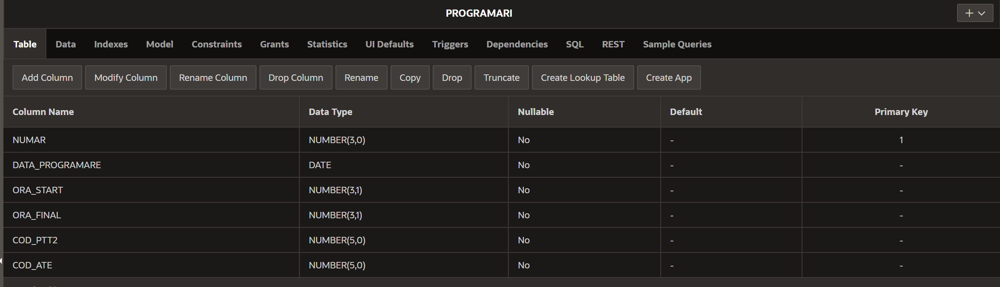 PROGRAMARI
Table Data Indexes Model Constraints Grants Statistics UI Defaults Triggers Dependencies SQL REST Sample Queries
Add Column Modify Column Rename Column Drop Column Rename Copy Drop Truncate Create Lookup Table Create App
Column Name Data Type Nullable Default Primary Key
NUMAR NUMBER(3,0) No - 1
DATA_PROGRAMARE DATE No - -
ORA_START NUMBER(3,1) No - -
ORA_FINAL NUMBER(3,1) No - -
COD_PTT2 NUMBER(5,0) No - -
COD_ATE NUMBER(5,0) No - -